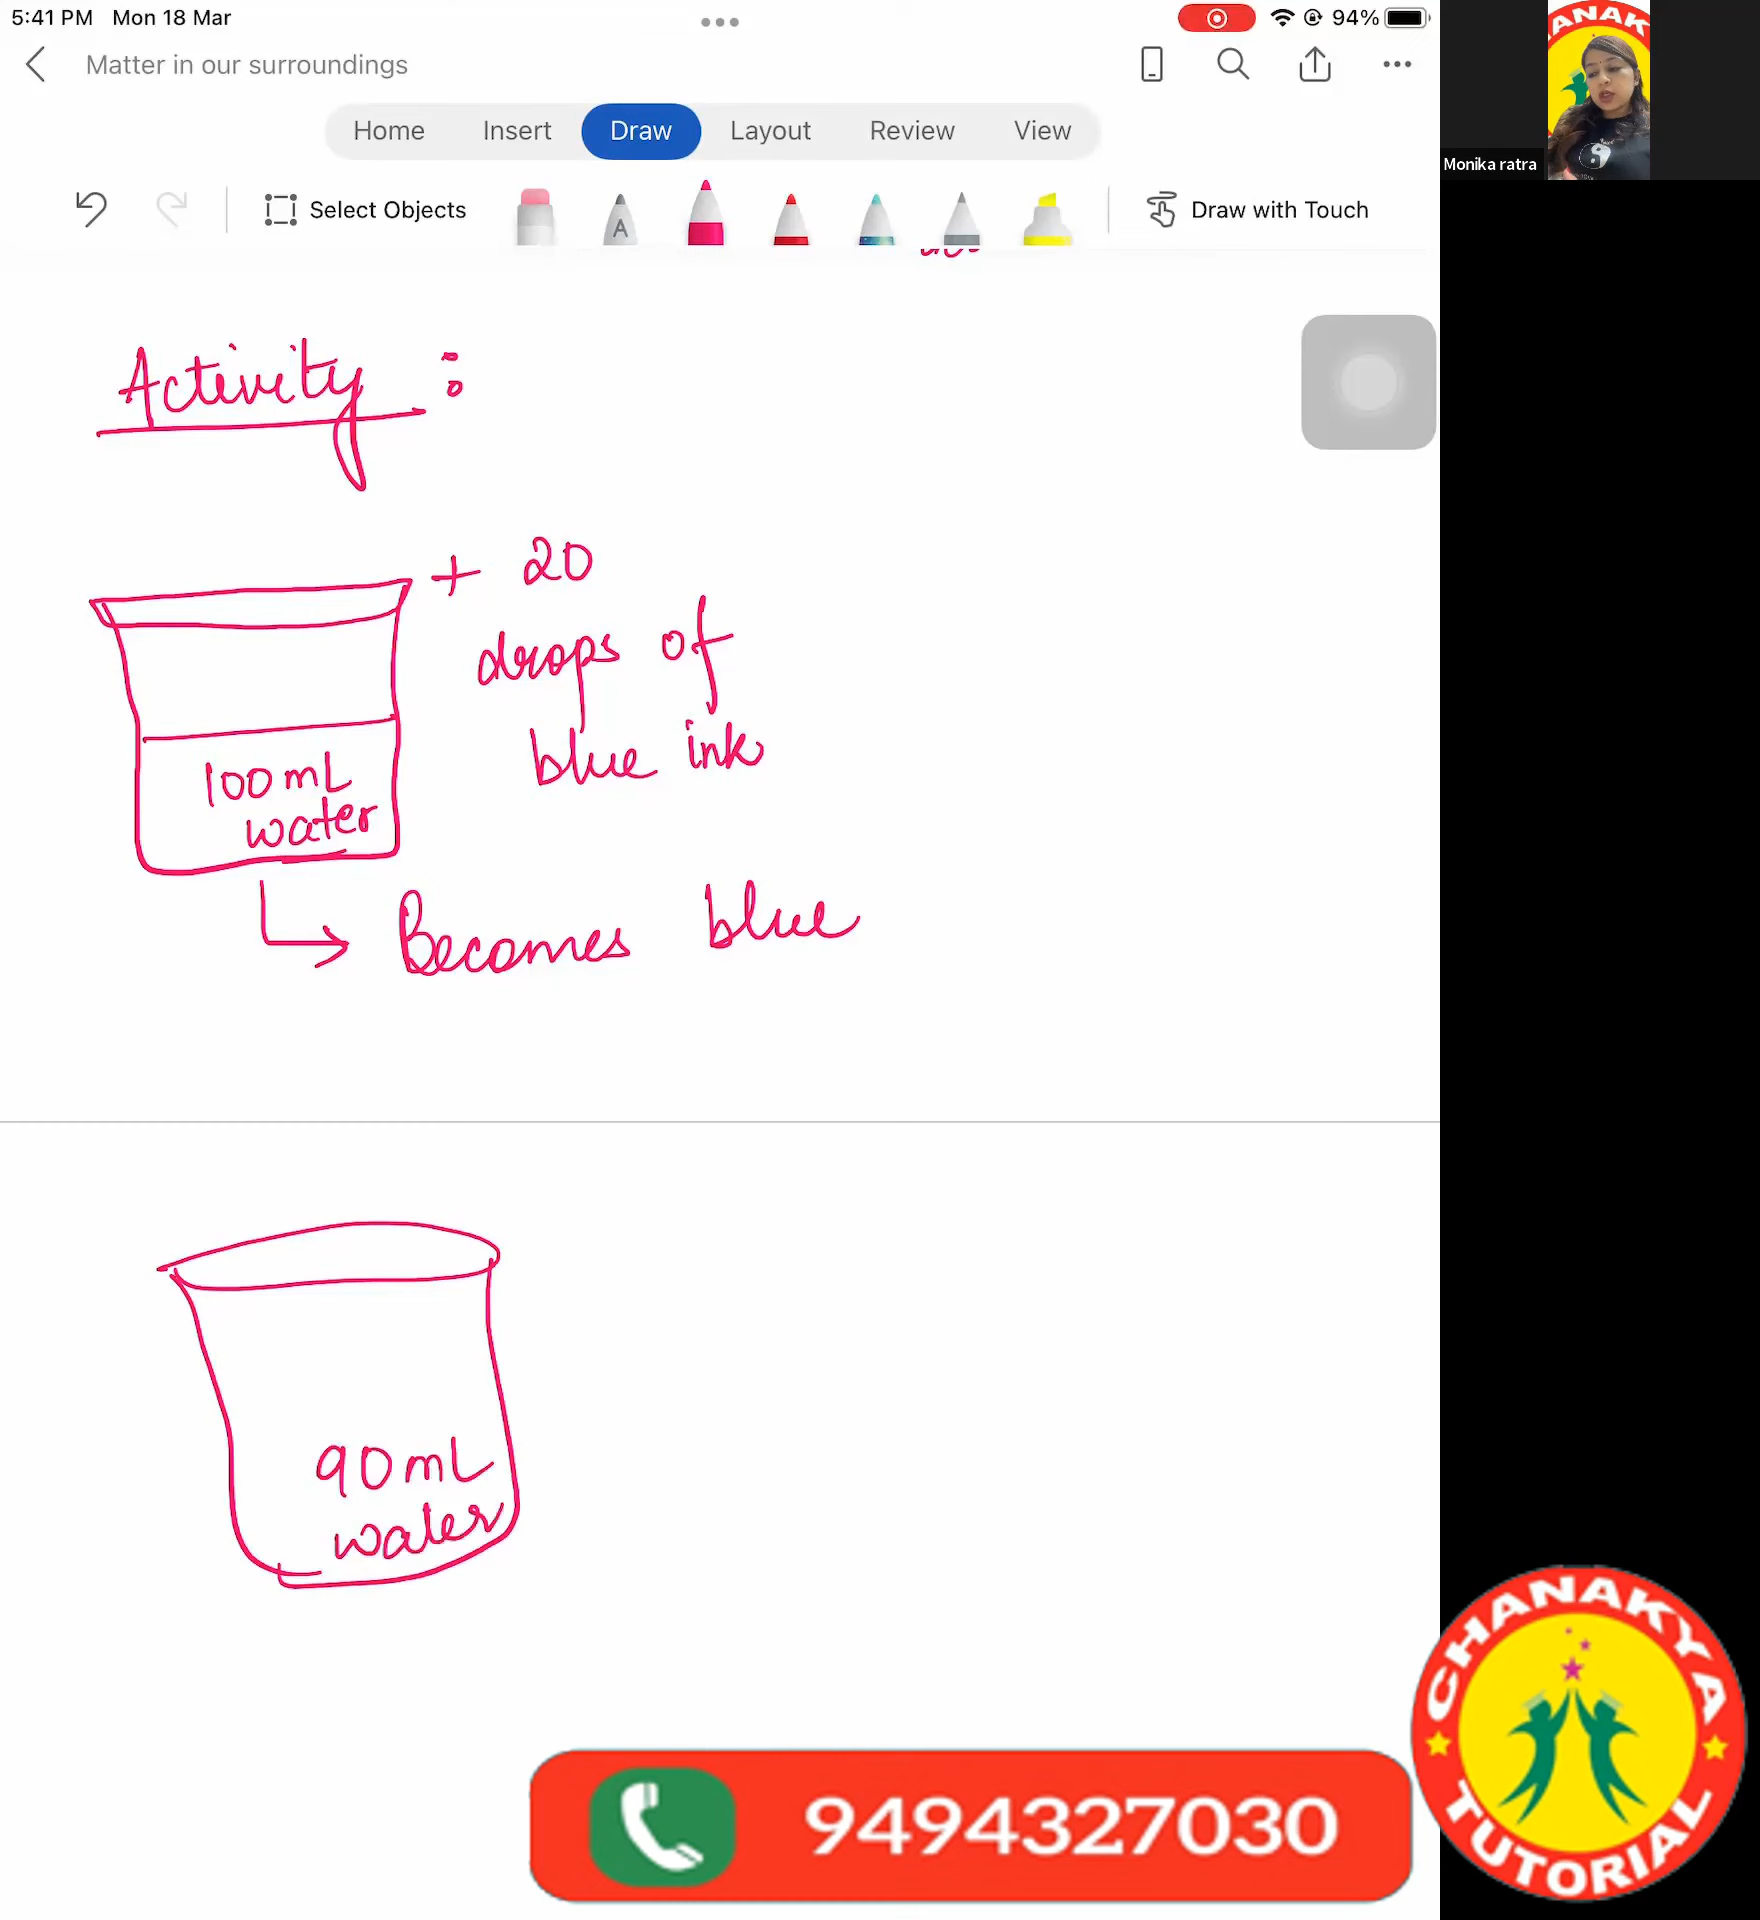 5:41 PM Mon 18 Mar
94%
Matter in our surroundings
Home Insert Draw Layout Review View
Select Objects
A
Draw with Touch
CHANAK
Monika ratra
Activity :
+ 20
drops of
blue ink
100 mL
water
Becomes blue
90 mL
water
9494327030
CHANAKYA
TUTORIAL